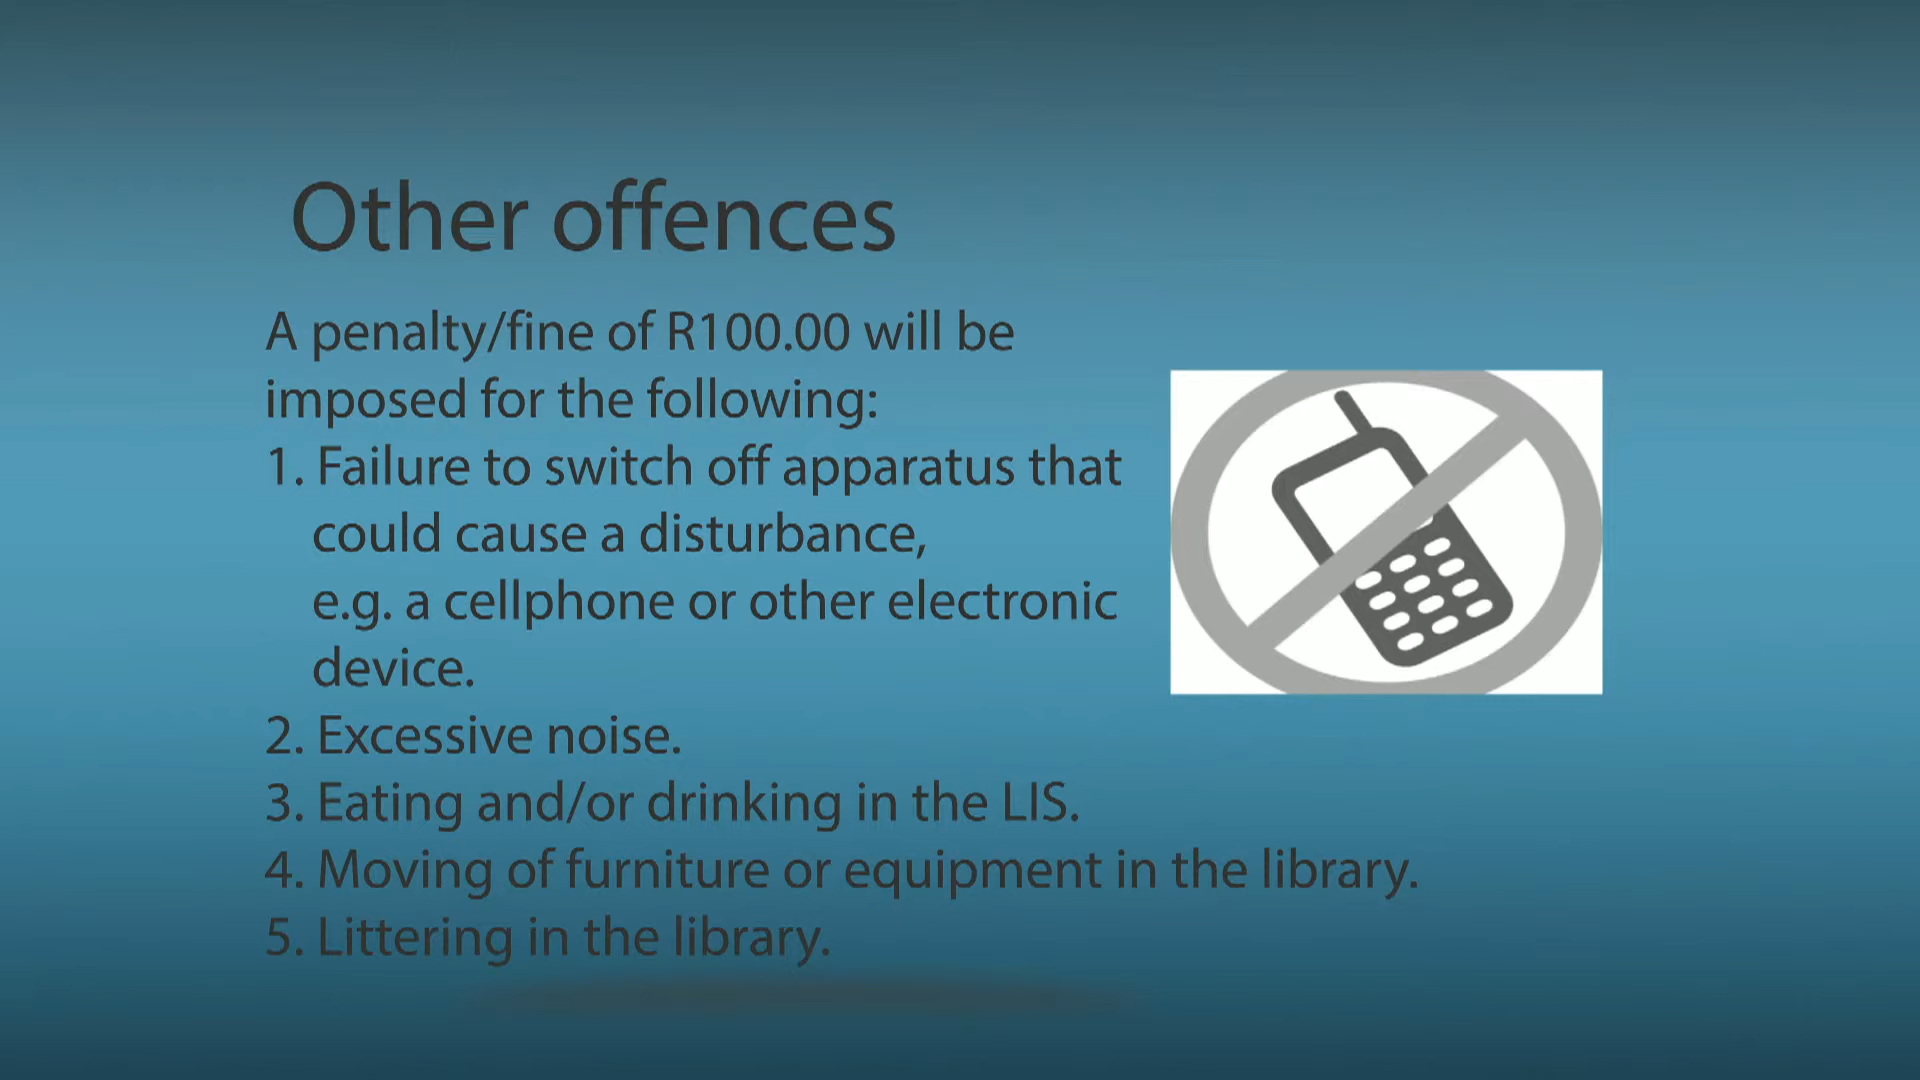 Other offences
A penalty/fine of R100.00 will be
imposed for the following:
1. Failure to switch off apparatus that
could cause a disturbance,
e.g. a cellphone or other electronic
device.
2. Excessive noise.
3. Eating and/or drinking in the LIS.
4. Moving of furniture or equipment in the library.
5. Littering in the library.